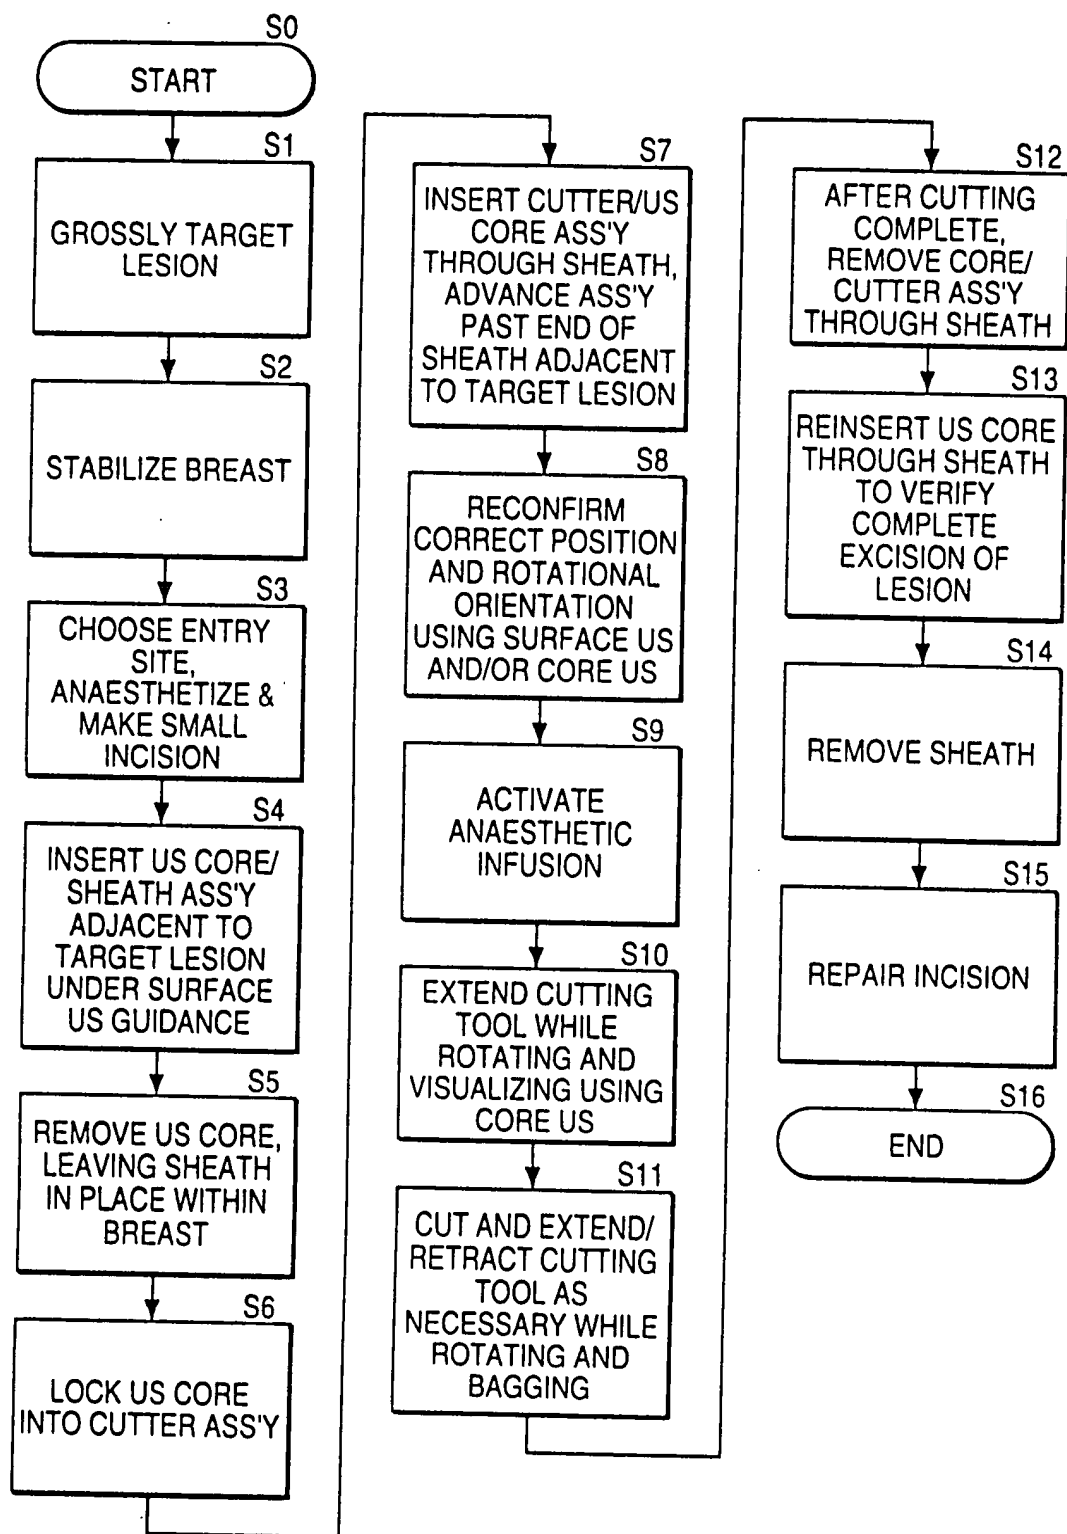 S0
START
S1
GROSSLY TARGET
LESION
S2
STABILIZE BREAST
S3
CHOOSE ENTRY
SITE,
ANAESTHETIZE &
MAKE SMALL
INCISION
S4
INSERT US CORE/
SHEATH ASS'Y
ADJACENT TO
TARGET LESION
UNDER SURFACE
US GUIDANCE
S5
REMOVE US CORE,
LEAVING SHEATH
IN PLACE WITHIN
BREAST
S6
LOCK US CORE
INTO CUTTER ASS'Y
S7
INSERT CUTTER/US
CORE ASS'Y
THROUGH SHEATH,
ADVANCE ASS'Y
PAST END OF
SHEATH ADJACENT
TO TARGET LESION
S8
RECONFIRM
CORRECT POSITION
AND ROTATIONAL
ORIENTATION
USING SURFACE US
AND/OR CORE US
S9
ACTIVATE
ANAESTHETIC
INFUSION
S10
EXTEND CUTTING
TOOL WHILE
ROTATING AND
VISUALIZING USING
CORE US
S11
CUT AND EXTEND/
RETRACT CUTTING
TOOL AS
NECESSARY WHILE
ROTATING AND
BAGGING
S12
AFTER CUTTING
COMPLETE,
REMOVE CORE/
CUTTER ASS'Y
THROUGH SHEATH
S13
REINSERT US CORE
THROUGH SHEATH
TO VERIFY
COMPLETE
EXCISION OF
LESION
S14
REMOVE SHEATH
S15
REPAIR INCISION
S16
END